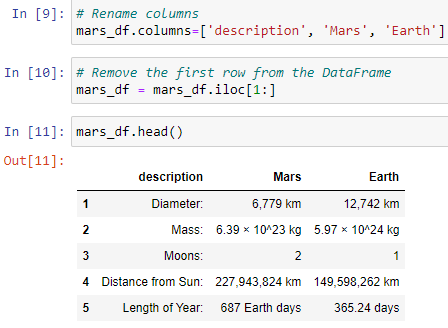 In [9]: # Rename columns
mars_df.columns=['description', 'Mars', 'Earth']
In [10]: # Remove the first row from the DataFrame
mars_df = mars_df.iloc[1:]
In [11]: mars_df.head()
Out[11]:
description Mars Earth
1 Diameter: 6,779 km 12,742 km
2 Mass: 6.39 × 10^23 kg 5.97 × 10^24 kg
3 Moons: 2 1
4 Distance from Sun: 227,943,824 km 149,598,262 km
5 Length of Year: 687 Earth days 365.24 days